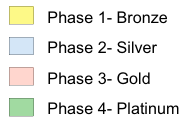 Phase 1- Bronze
Phase 2- Silver
Phase 3- Gold
Phase 4- Platinum